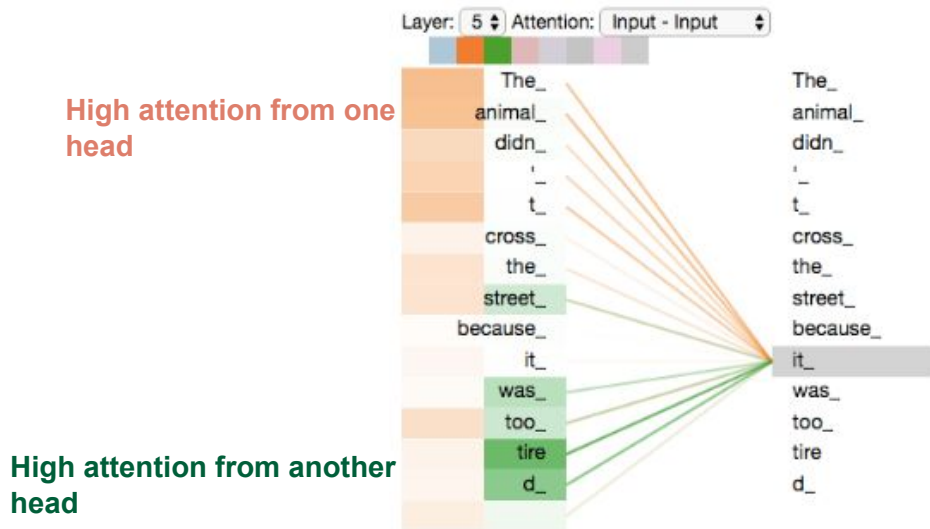 Layer: 5 Attention: Input - Input
High attention from one
head
The_ The_
animal_ animal_
didn_ didn_
'_ '_
t_ t_
cross_ cross_
the_ the_
street_ street_
because_ because_
it_ it_
was_ was_
too_ too_
tire tire
d_ d_
High attention from another
head